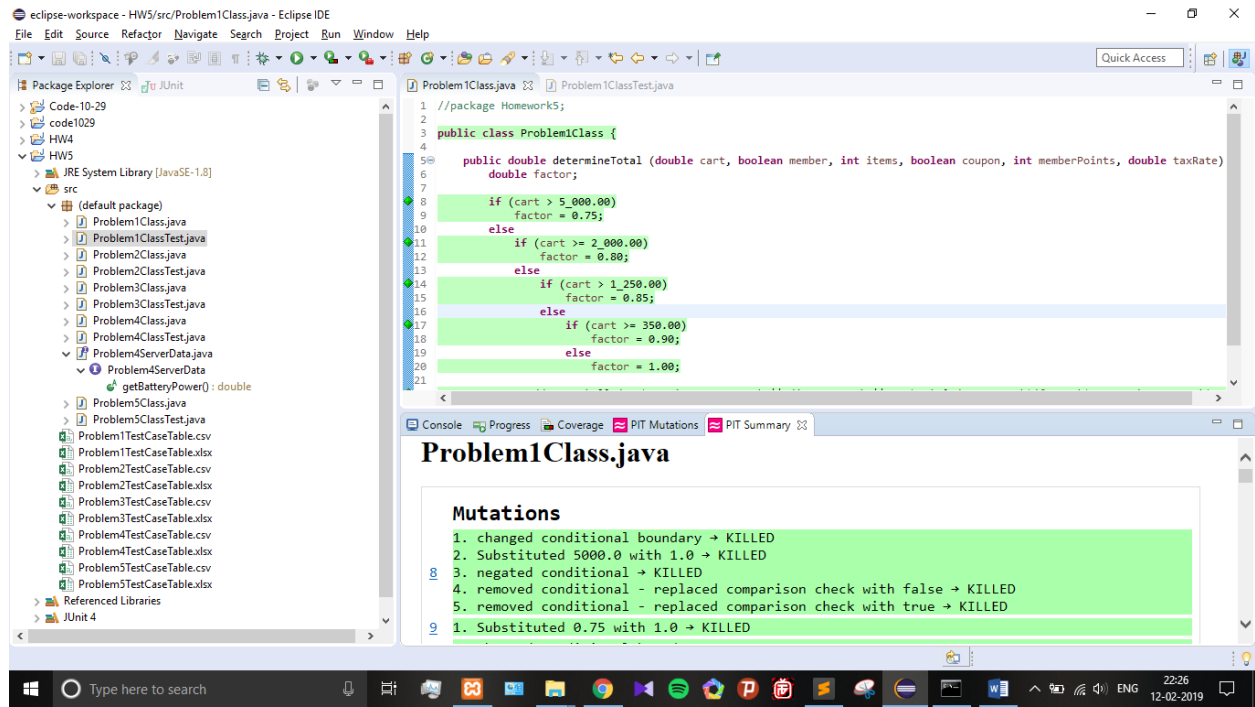 eclipse-workspace - HW5/src/Problem1Class.java - Eclipse IDE
File Edit Source Refactor Navigate Search Project Run Window Help
Quick Access
Package Explorer JUnit
Code-10-29
code1029
HW4
HW5
JRE System Library [JavaSE-1.8]
src
(default package)
Problem1Class.java
Problem1ClassTest.java
Problem2Class.java
Problem2ClassTest.java
Problem3Class.java
Problem3ClassTest.java
Problem4Class.java
Problem4ClassTest.java
Problem4ServerData.java
Problem4ServerData
getBatteryPower() : double
Problem5Class.java
Problem5ClassTest.java
Problem1TestCaseTable.csv
Problem1TestCaseTable.xlsx
Problem2TestCaseTable.csv
Problem2TestCaseTable.xlsx
Problem3TestCaseTable.csv
Problem3TestCaseTable.xlsx
Problem4TestCaseTable.csv
Problem4TestCaseTable.xlsx
Problem5TestCaseTable.csv
Problem5TestCaseTable.xlsx
Referenced Libraries
JUnit 4
Problem1Class.java Problem1ClassTest.java
1 //package Homework5;
2
3 public class Problem1Class {
4
5 public double determineTotal (double cart, boolean member, int items, boolean coupon, int memberPoints, double taxRate)
6 double factor;
7
8 if (cart > 5_000.00)
9 factor = 0.75;
10 else
11 if (cart >= 2_000.00)
12 factor = 0.80;
13 else
14 if (cart > 1_250.00)
15 factor = 0.85;
16 else
17 if (cart >= 350.00)
18 factor = 0.90;
19 else
20 factor = 1.00;
21
Console Progress Coverage PIT Mutations PIT Summary
Problem1Class.java
Mutations
1. changed conditional boundary → KILLED
2. Substituted 5000.0 with 1.0 → KILLED
8 3. negated conditional → KILLED
4. removed conditional - replaced comparison check with false → KILLED
5. removed conditional - replaced comparison check with true → KILLED
9 1. Substituted 0.75 with 1.0 → KILLED
Type here to search
ENG
22:26
12-02-2019